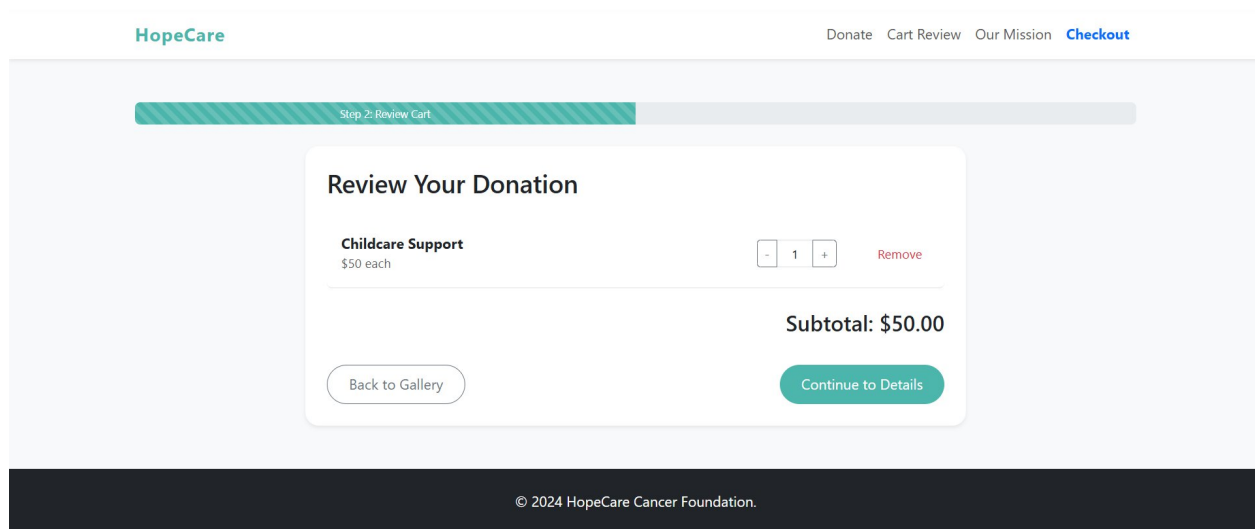 HopeCare
Donate Cart Review Our Mission Checkout
Step 2: Review Cart
Review Your Donation
Childcare Support
$50 each
- 1 + Remove
Subtotal: $50.00
Back to Gallery
Continue to Details
© 2024 HopeCare Cancer Foundation.